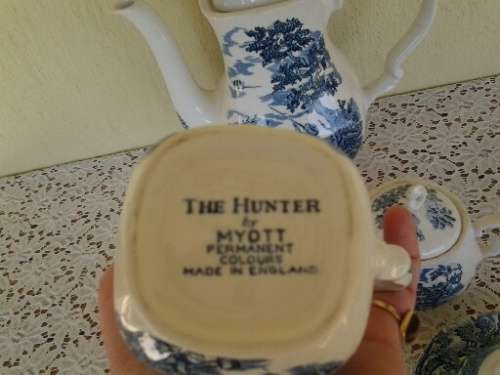 THE HUNTER
by
MYOTT
PERMANENT
COLOURS
MADE IN ENGLAND